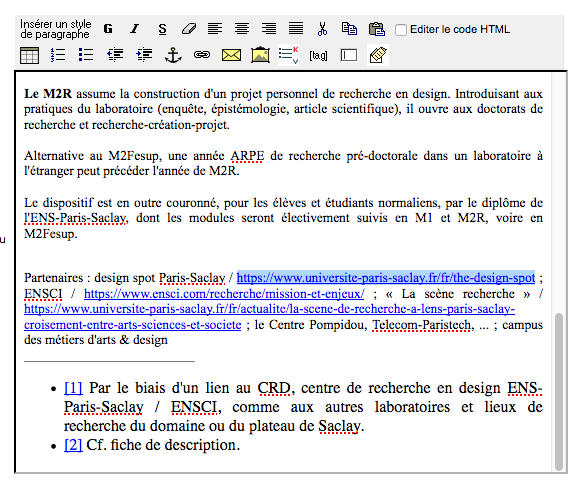 Insérer un style
de paragraphe G I S Editer le code HTML
[tag]
Le M2R assume la construction d'un projet personnel de recherche en design. Introduisant aux
pratiques du laboratoire (enquête, épistémologie, article scientifique), il ouvre aux doctorats de
recherche et recherche-création-projet.
Alternative au M2Fesup, une année ARPE de recherche pré-doctorale dans un laboratoire à
l'étranger peut précéder l'année de M2R.
Le dispositif est en outre couronné, pour les élèves et étudiants normaliens, par le diplôme de
l'ENS-Paris-Saclay, dont les modules seront électivement suivis en M1 et M2R, voire en
u
M2Fesup.
Partenaires : design spot Paris-Saclay / https://www.universite-paris-saclay.fr/fr/the-design-spot ;
ENSCI / https://www.ensci.com/recherche/mission-et-enjeux/ ; « La scène recherche » /
https://www.universite-paris-saclay.fr/fr/actualite/la-scene-de-recherche-a-lens-paris-saclay-
croisement-entre-arts-sciences-et-societe ; le Centre Pompidou, Telecom-Paristech, ... ; campus
des métiers d'arts & design
• [1] Par le biais d'un lien au CRD, centre de recherche en design ENS-
Paris-Saclay / ENSCI, comme aux autres laboratoires et lieux de
recherche du domaine ou du plateau de Saclay.
• [2] Cf. fiche de description.